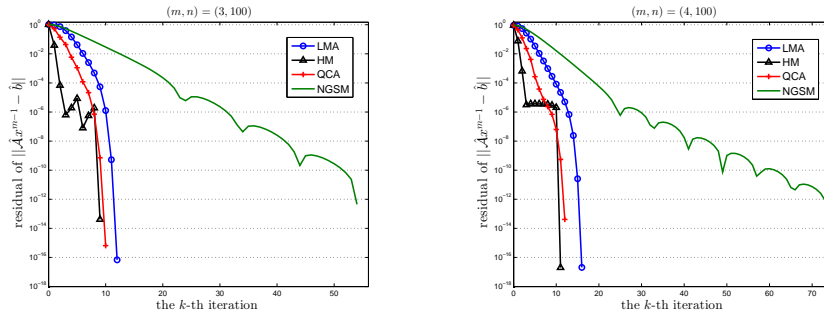 (m, n) = (3, 100)
residual of ||Âx^{m−1} − b̂||
10^0
10^−2
10^−4
10^−6
10^−8
10^−10
10^−12
10^−14
10^−16
10^−18
0 10 20 30 40 50
the k-th iteration
LMA
HM
QCA
NGSM
(m, n) = (4, 100)
residual of ||Âx^{m−1} − b̂||
10^0
10^−2
10^−4
10^−6
10^−8
10^−10
10^−12
10^−14
10^−16
10^−18
0 10 20 30 40 50 60 70
the k-th iteration
LMA
HM
QCA
NGSM